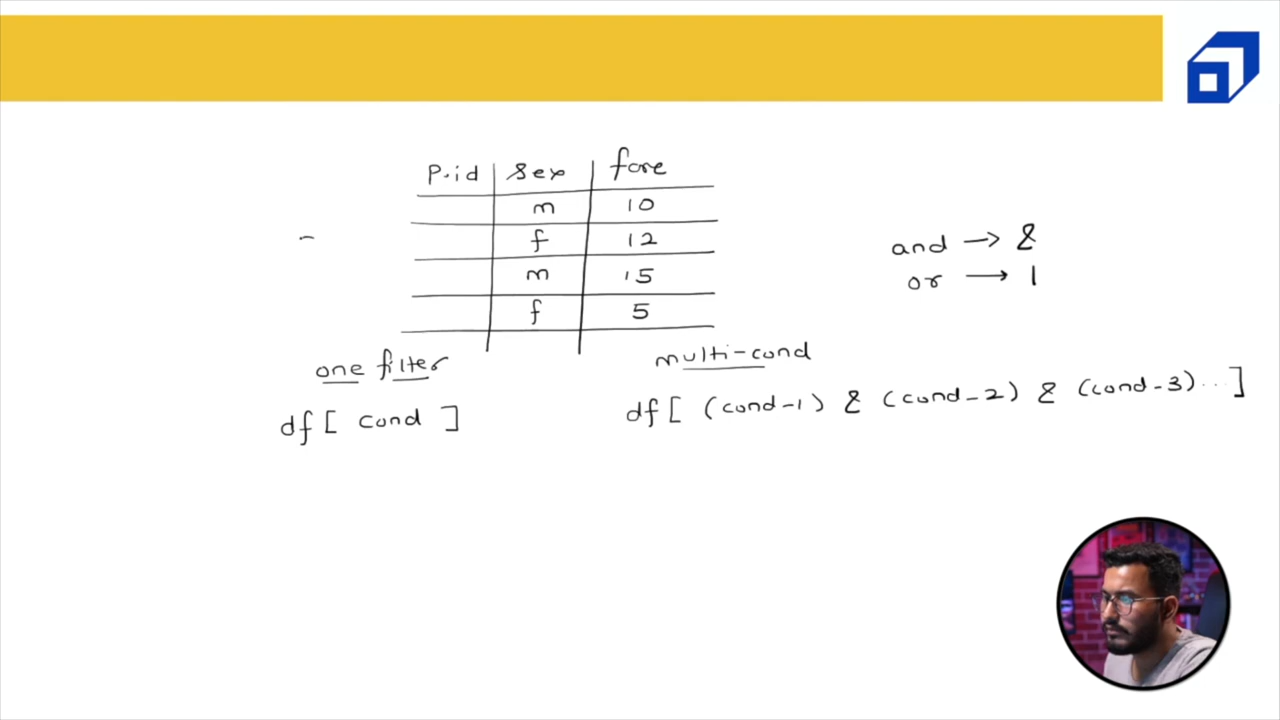 P.id sex fare
m 10
f 12
m 15
f 5
and → &
or → |
one filter
df[ cond ]
multi-cond
df[ (cond-1) & (cond-2) & (cond-3)... ]